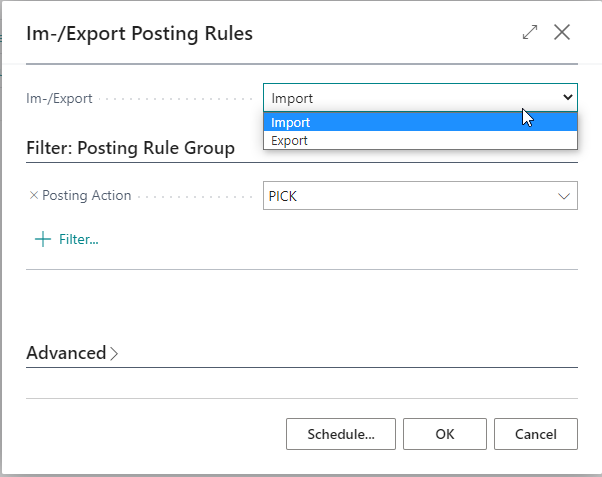 Im-/Export Posting Rules
Im-/Export Import
Import
Export
Filter: Posting Rule Group
× Posting Action PICK
+ Filter...
Advanced >
Schedule... OK Cancel